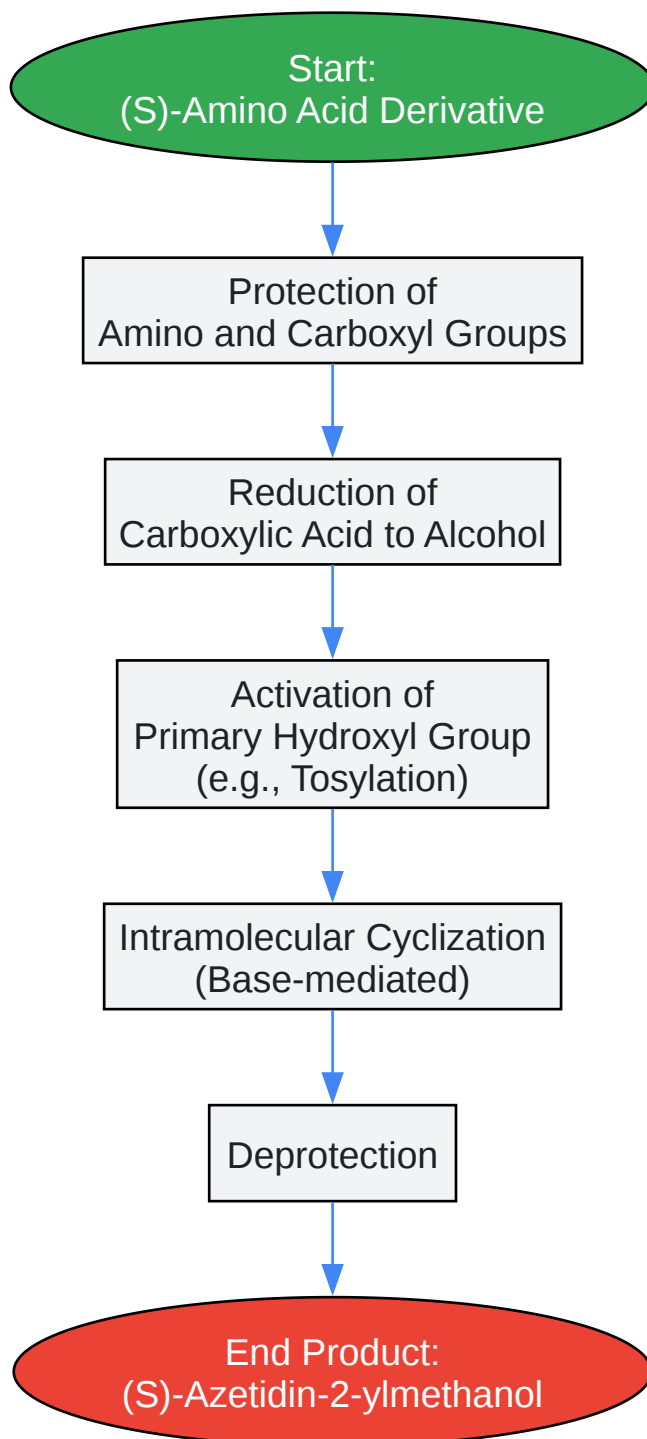 Start:
(S)-Amino Acid Derivative
Protection of
Amino and Carboxyl Groups
Reduction of
Carboxylic Acid to Alcohol
Activation of
Primary Hydroxyl Group
(e.g., Tosylation)
Intramolecular Cyclization
(Base-mediated)
Deprotection
End Product:
(S)-Azetidin-2-ylmethanol